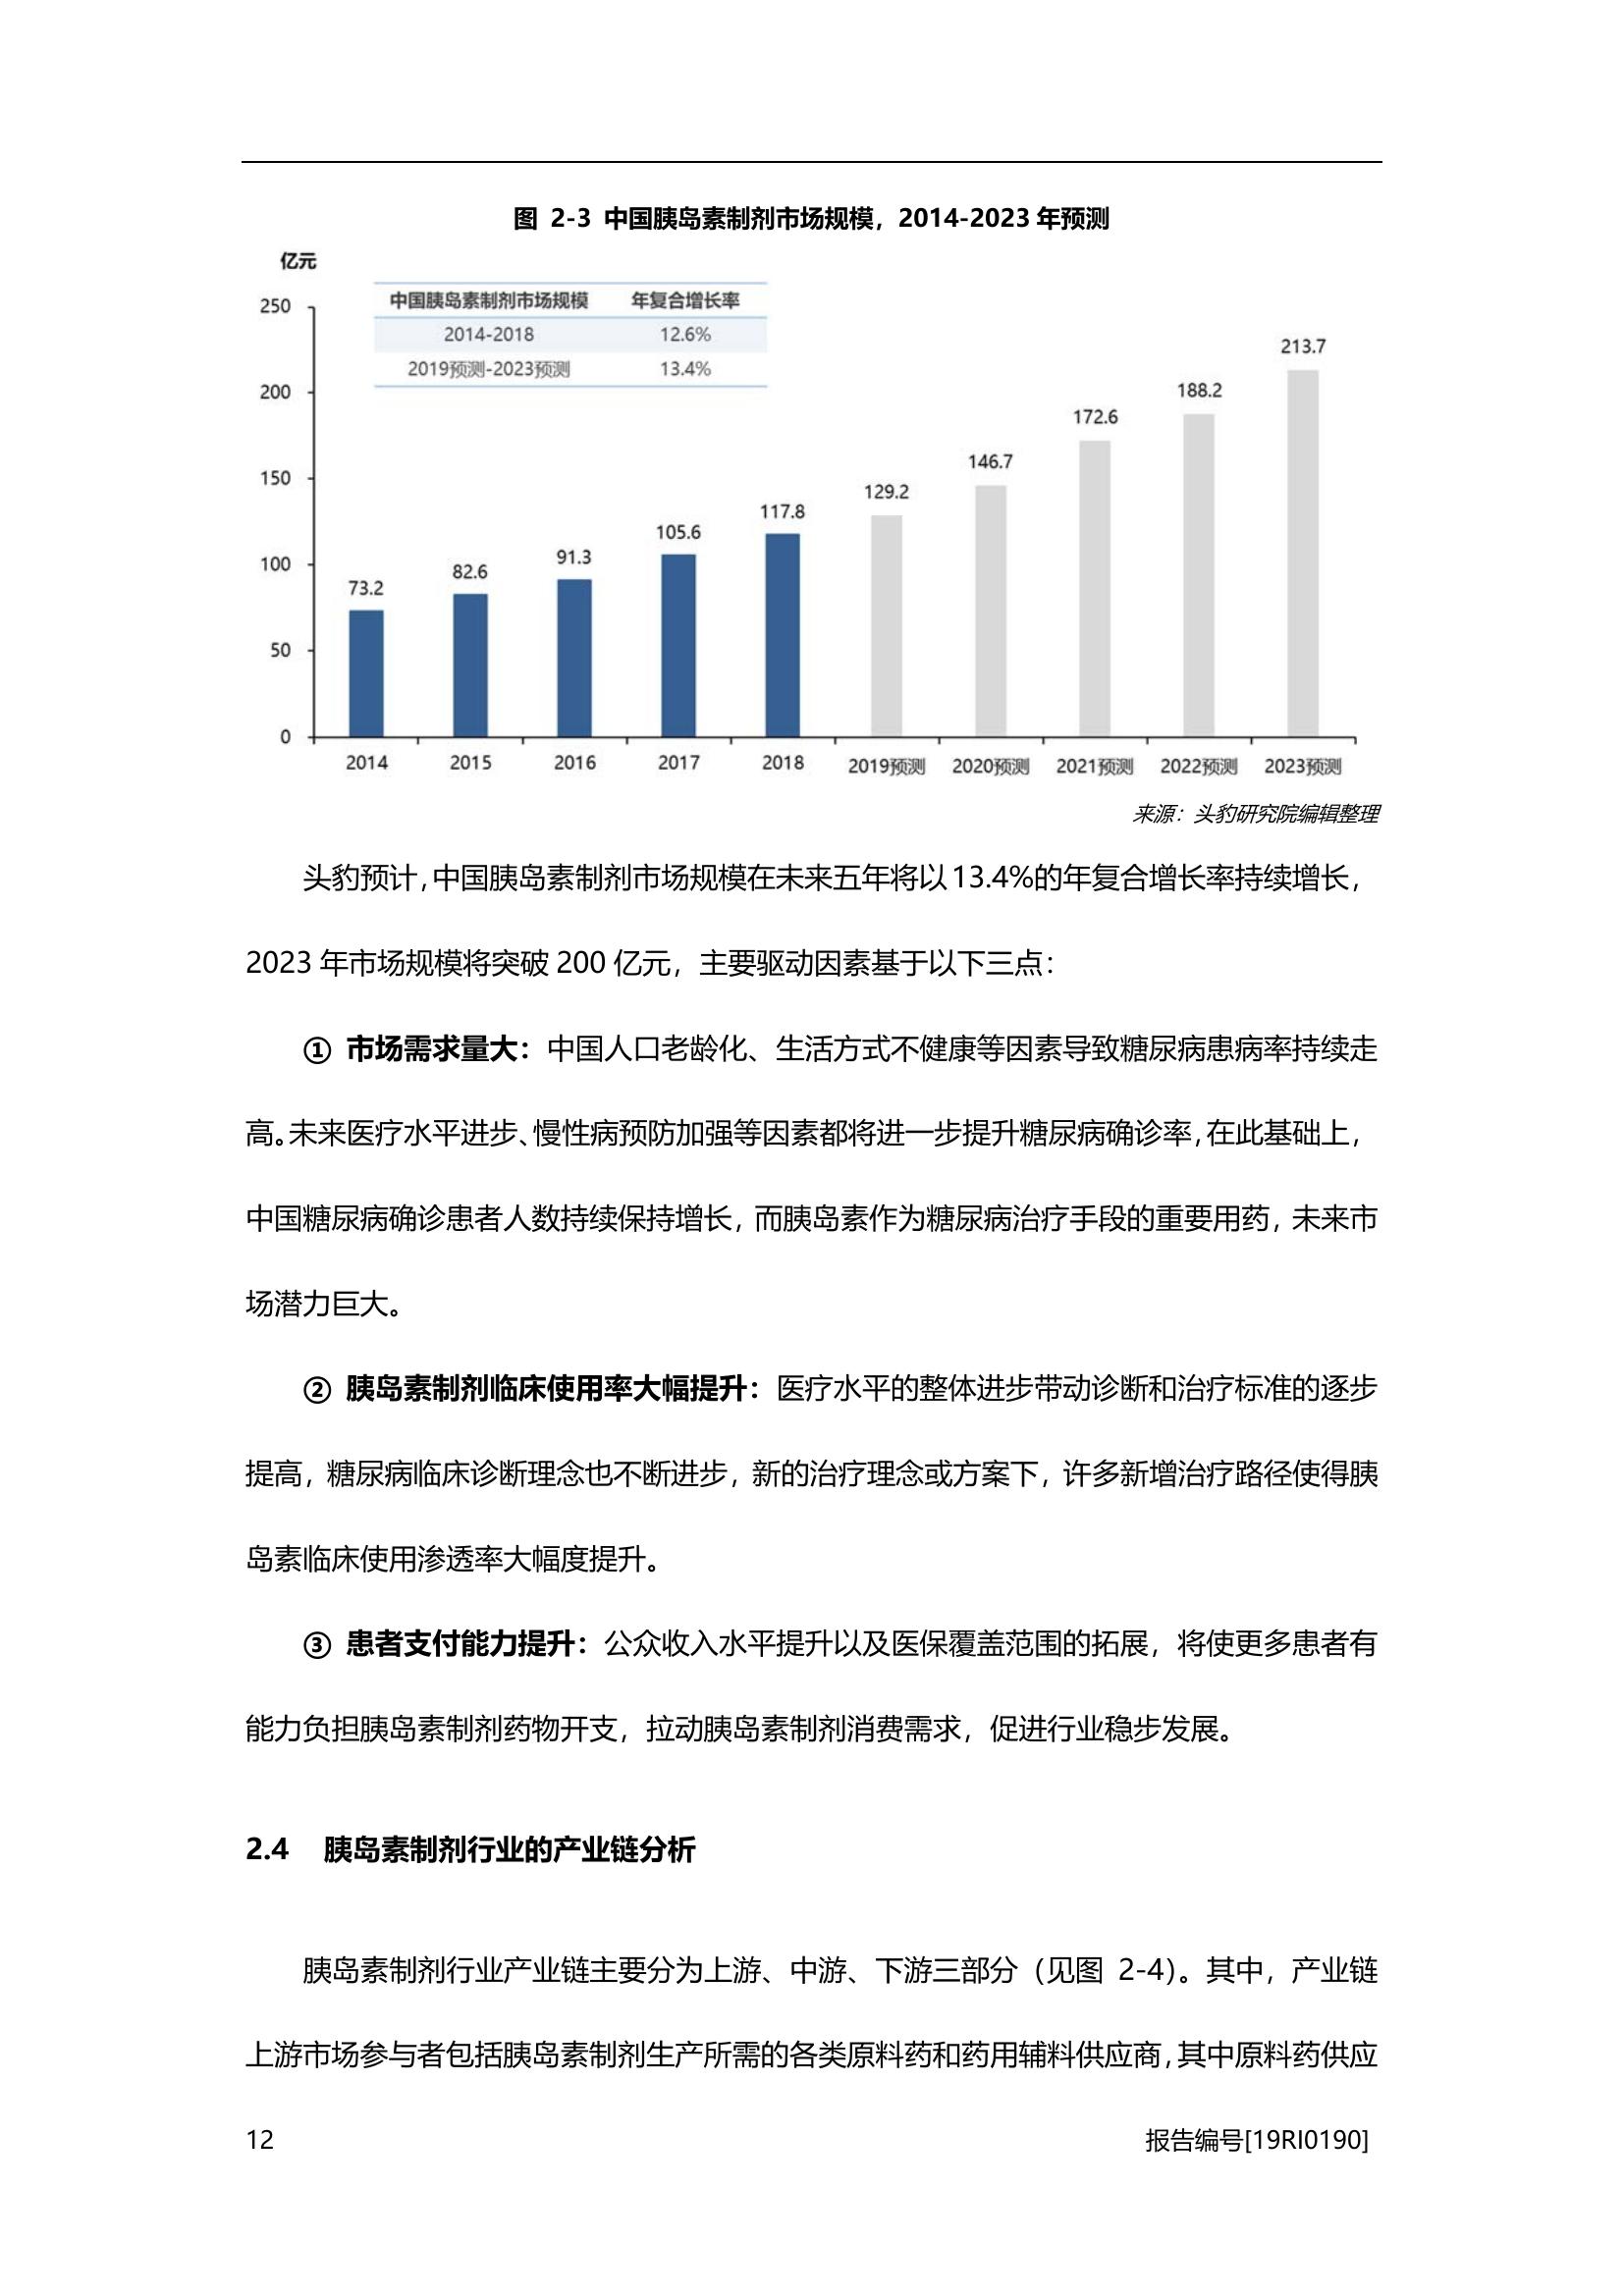 图 2-3 中国胰岛素制剂市场规模，2014-2023 年预测
亿元
中国胰岛素制剂市场规模 年复合增长率
2014-2018 12.6%
2019预测-2023预测 13.4%
250
200
150
100
50
0
73.2
82.6
91.3
105.6
117.8
129.2
146.7
172.6
188.2
213.7
2014 2015 2016 2017 2018 2019预测 2020预测 2021预测 2022预测 2023预测
来源：头豹研究院编辑整理
头豹预计，中国胰岛素制剂市场规模在未来五年将以 13.4%的年复合增长率持续增长，
2023 年市场规模将突破 200 亿元，主要驱动因素基于以下三点：
① 市场需求量大：中国人口老龄化、生活方式不健康等因素导致糖尿病患病率持续走
高。未来医疗水平进步、慢性病预防加强等因素都将进一步提升糖尿病确诊率，在此基础上，
中国糖尿病确诊患者人数持续保持增长，而胰岛素作为糖尿病治疗手段的重要用药，未来市
场潜力巨大。
② 胰岛素制剂临床使用率大幅提升：医疗水平的整体进步带动诊断和治疗标准的逐步
提高，糖尿病临床诊断理念也不断进步，新的治疗理念或方案下，许多新增治疗路径使得胰
岛素临床使用渗透率大幅度提升。
③ 患者支付能力提升：公众收入水平提升以及医保覆盖范围的拓展，将使更多患者有
能力负担胰岛素制剂药物开支，拉动胰岛素制剂消费需求，促进行业稳步发展。
2.4 胰岛素制剂行业的产业链分析
胰岛素制剂行业产业链主要分为上游、中游、下游三部分（见图 2-4）。其中，产业链
上游市场参与者包括胰岛素制剂生产所需的各类原料药和药用辅料供应商，其中原料药供应
12 报告编号[19RI0190]